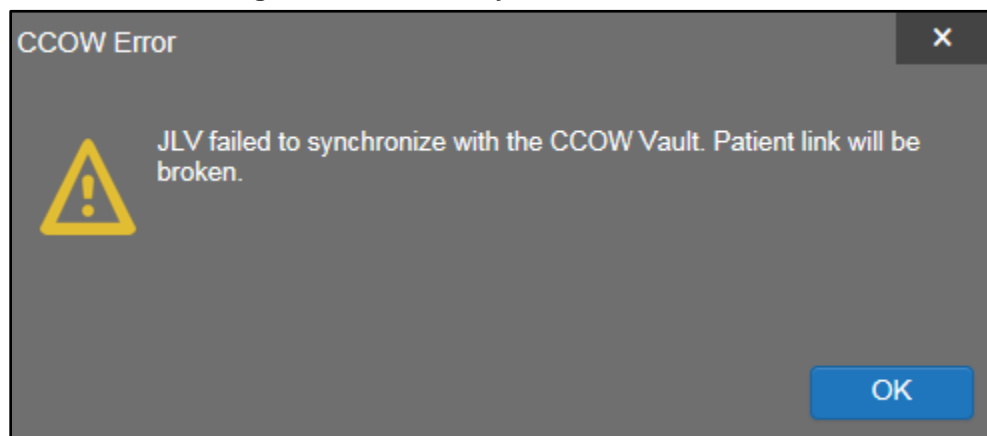 CCOW Error
JLV failed to synchronize with the CCOW Vault. Patient link will be
broken.
OK